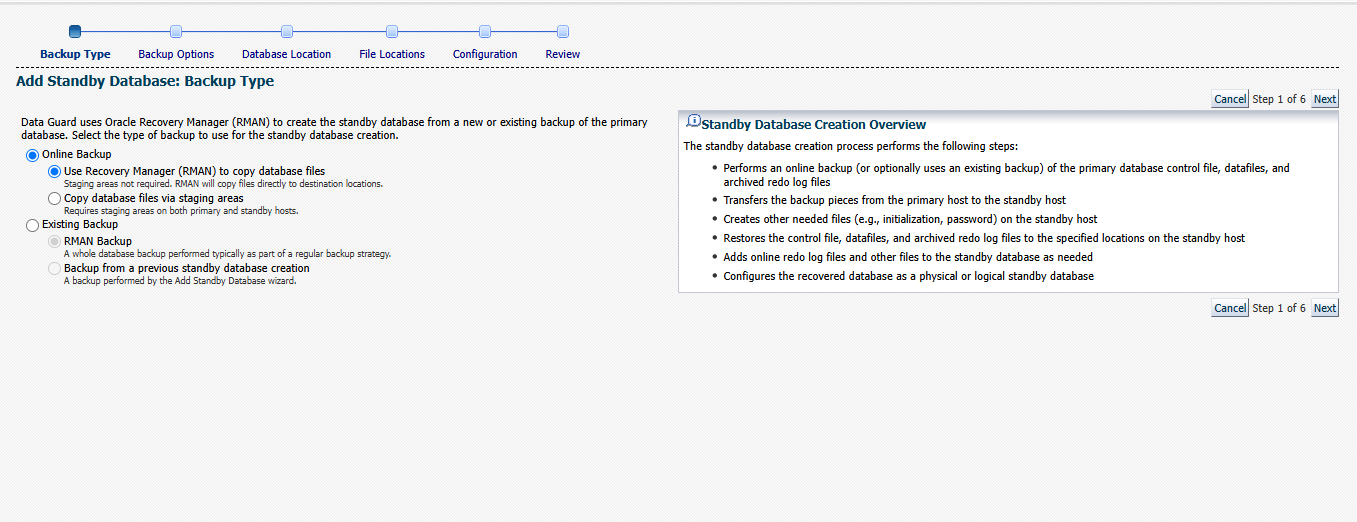 Backup Type Backup Options Database Location File Locations Configuration Review
Add Standby Database: Backup Type
Cancel Step 1 of 6 Next
Data Guard uses Oracle Recovery Manager (RMAN) to create the standby database from a new or existing backup of the primary
database. Select the type of backup to use for the standby database creation.
Online Backup
Use Recovery Manager (RMAN) to copy database files
Staging areas not required. RMAN will copy files directly to destination locations.
Copy database files via staging areas
Requires staging areas on both primary and standby hosts.
Existing Backup
RMAN Backup
A whole database backup performed typically as part of a regular backup strategy.
Backup from a previous standby database creation
A backup performed by the Add Standby Database wizard.
Standby Database Creation Overview
The standby database creation process performs the following steps:
• Performs an online backup (or optionally uses an existing backup) of the primary database control file, datafiles, and
archived redo log files
• Transfers the backup pieces from the primary host to the standby host
• Creates other needed files (e.g., initialization, password) on the standby host
• Restores the control file, datafiles, and archived redo log files to the specified locations on the standby host
• Adds online redo log files and other files to the standby database as needed
• Configures the recovered database as a physical or logical standby database
Cancel Step 1 of 6 Next